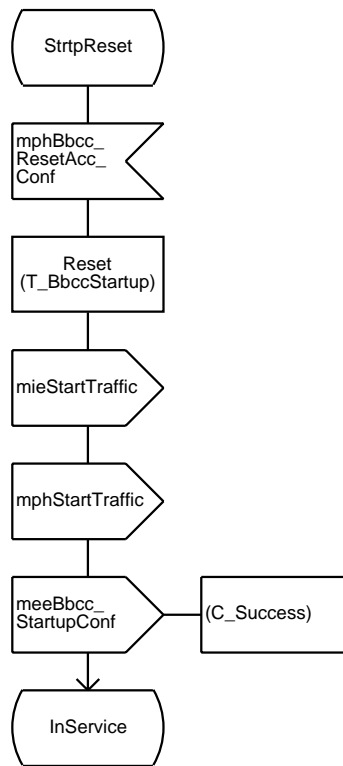 StrtpReset
mphBbcc_
ResetAcc_
Conf
Reset
(T_BbccStartup)
mieStartTraffic
mphStartTraffic
meeBbcc_
StartupConf
(C_Success)
InService